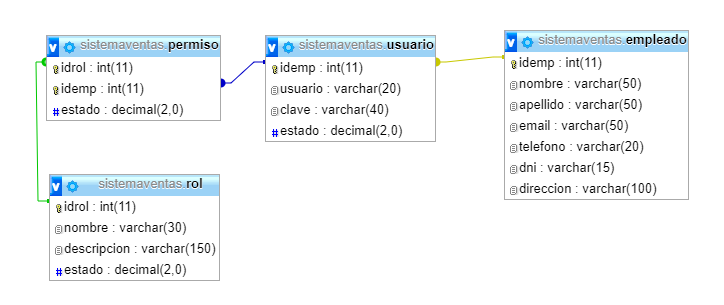 sistemaventas.permiso
idrol : int(11)
idemp : int(11)
# estado : decimal(2,0)
sistemaventas.usuario
idemp : int(11)
usuario : varchar(20)
clave : varchar(40)
# estado : decimal(2,0)
sistemaventas.empleado
idemp : int(11)
nombre : varchar(50)
apellido : varchar(50)
email : varchar(50)
telefono : varchar(20)
dni : varchar(15)
direccion : varchar(100)
v sistemaventas.rol
idrol : int(11)
nombre : varchar(30)
descripcion : varchar(150)
# estado : decimal(2,0)